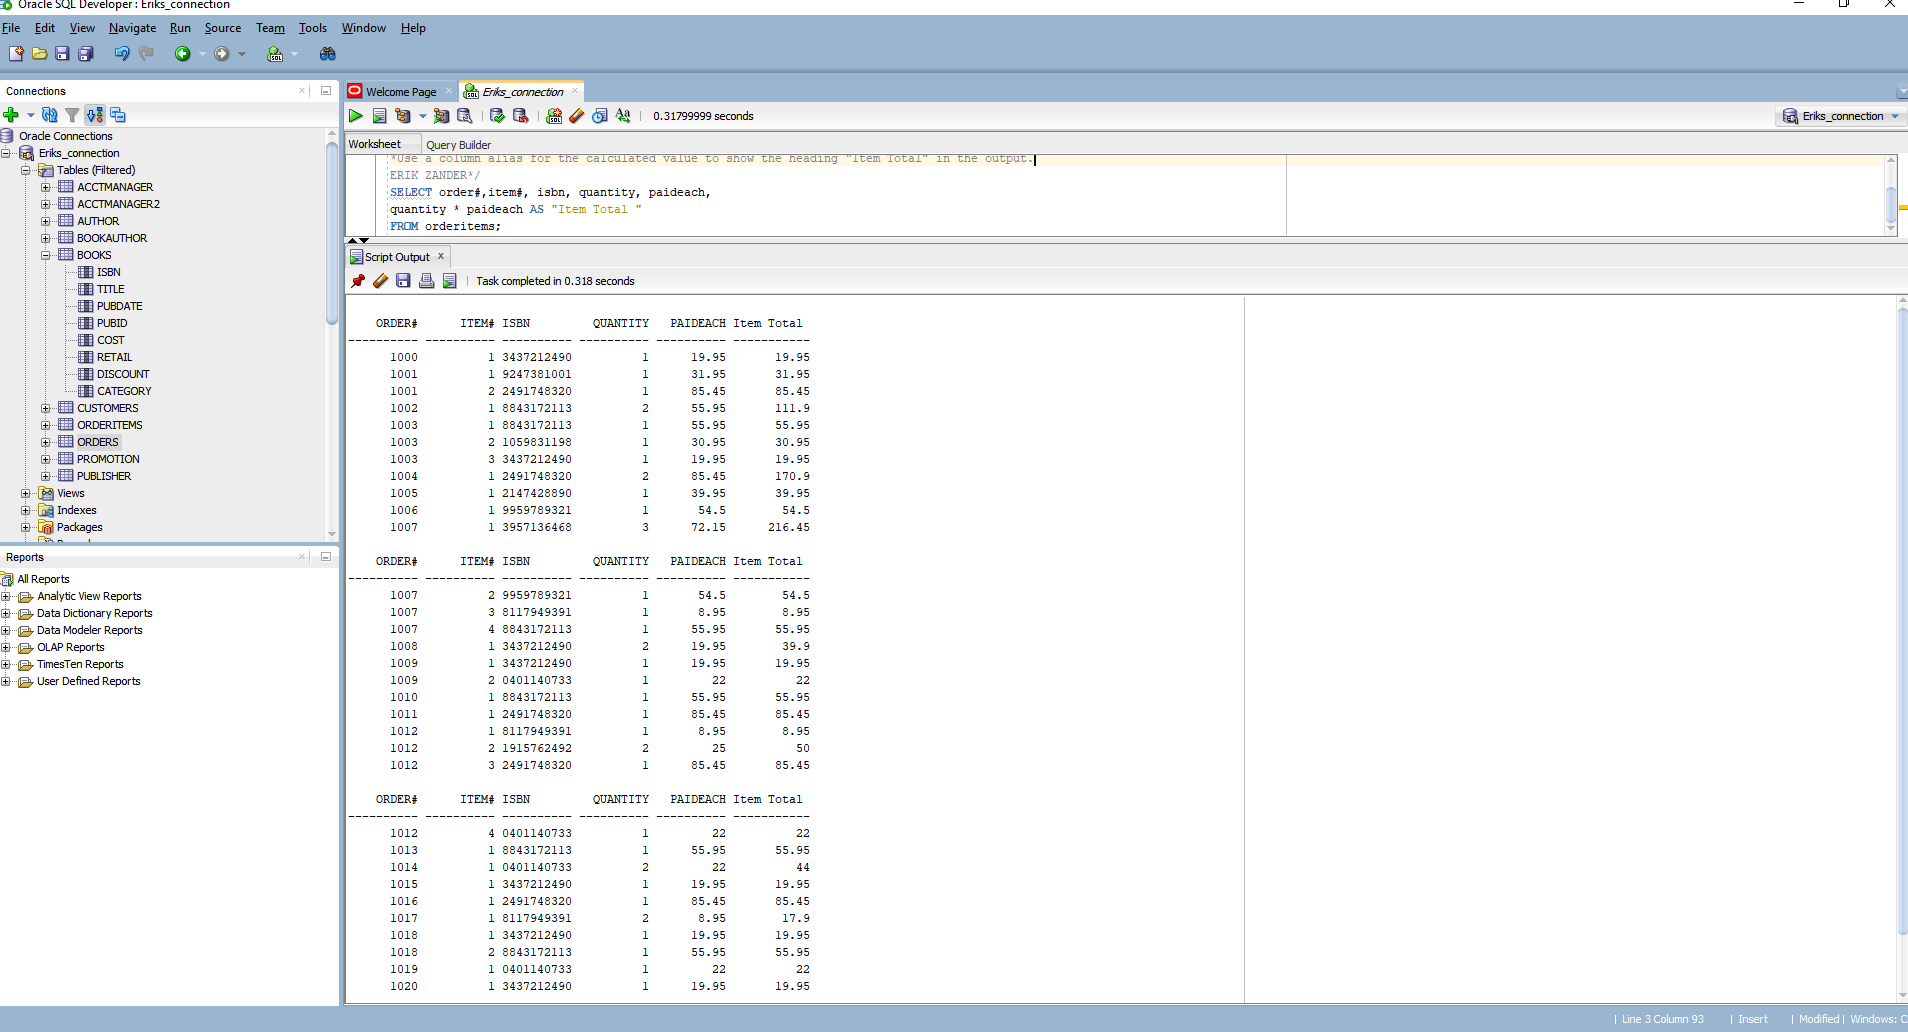 Oracle SQL Developer : Eriks_connection
File Edit View Navigate Run Source Team Tools Window Help
Connections
Oracle Connections
Eriks_connection
Tables (Filtered)
ACCTMANAGER
ACCTMANAGER2
AUTHOR
BOOKAUTHOR
BOOKS
ISBN
TITLE
PUBDATE
PUBID
COST
RETAIL
DISCOUNT
CATEGORY
CUSTOMERS
ORDERITEMS
ORDERS
PROMOTION
PUBLISHER
Views
Indexes
Packages
Reports
All Reports
Analytic View Reports
Data Dictionary Reports
Data Modeler Reports
OLAP Reports
TimesTen Reports
User Defined Reports
Welcome Page Eriks_connection
0.31799999 seconds
Eriks_connection
Worksheet Query Builder
*Use a column alias for the calculated value to show the heading "Item Total" in the output.
ERIK ZANDER*/
SELECT order#,item#, isbn, quantity, paideach,
quantity * paideach AS "Item Total "
FROM orderitems;
Script Output x
Task completed in 0.318 seconds
ORDER# ITEM# ISBN QUANTITY PAIDEACH Item Total
---------- ---------- ---------- ---------- ---------- -----------
1000 1 3437212490 1 19.95 19.95
1001 1 9247381001 1 31.95 31.95
1001 2 2491748320 1 85.45 85.45
1002 1 8843172113 2 55.95 111.9
1003 1 8843172113 1 55.95 55.95
1003 2 1059831198 1 30.95 30.95
1003 3 3437212490 1 19.95 19.95
1004 1 2491748320 2 85.45 170.9
1005 1 2147428890 1 39.95 39.95
1006 1 9959789321 1 54.5 54.5
1007 1 3957136468 3 72.15 216.45
ORDER# ITEM# ISBN QUANTITY PAIDEACH Item Total
---------- ---------- ---------- ---------- ---------- -----------
1007 2 9959789321 1 54.5 54.5
1007 3 8117949391 1 8.95 8.95
1007 4 8843172113 1 55.95 55.95
1008 1 3437212490 2 19.95 39.9
1009 1 3437212490 1 19.95 19.95
1009 2 0401140733 1 22 22
1010 1 8843172113 1 55.95 55.95
1011 1 2491748320 1 85.45 85.45
1012 1 8117949391 1 8.95 8.95
1012 2 1915762492 2 25 50
1012 3 2491748320 1 85.45 85.45
ORDER# ITEM# ISBN QUANTITY PAIDEACH Item Total
---------- ---------- ---------- ---------- ---------- -----------
1012 4 0401140733 1 22 22
1013 1 8843172113 1 55.95 55.95
1014 1 0401140733 2 22 44
1015 1 3437212490 1 19.95 19.95
1016 1 2491748320 1 85.45 85.45
1017 1 8117949391 2 8.95 17.9
1018 1 3437212490 1 19.95 19.95
1018 2 8843172113 1 55.95 55.95
1019 1 0401140733 1 22 22
1020 1 3437212490 1 19.95 19.95
| Line 3 Column 93 | Insert | Modified | Windows: C